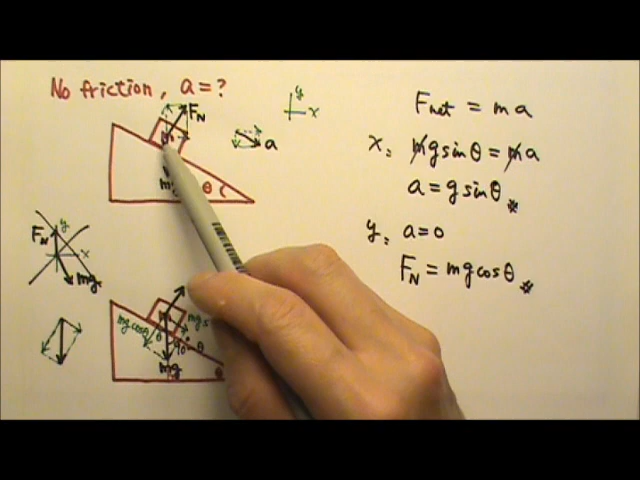 No friction, a = ?
y
x
F_N
m
mg
θ
a
F_N
y
x
mg
mg cosθ
θ
m
90°-θ
mg
θ
F_net = ma
x: mg sinθ = ma
a = g sinθ
y: a = 0
F_N = mg cosθ